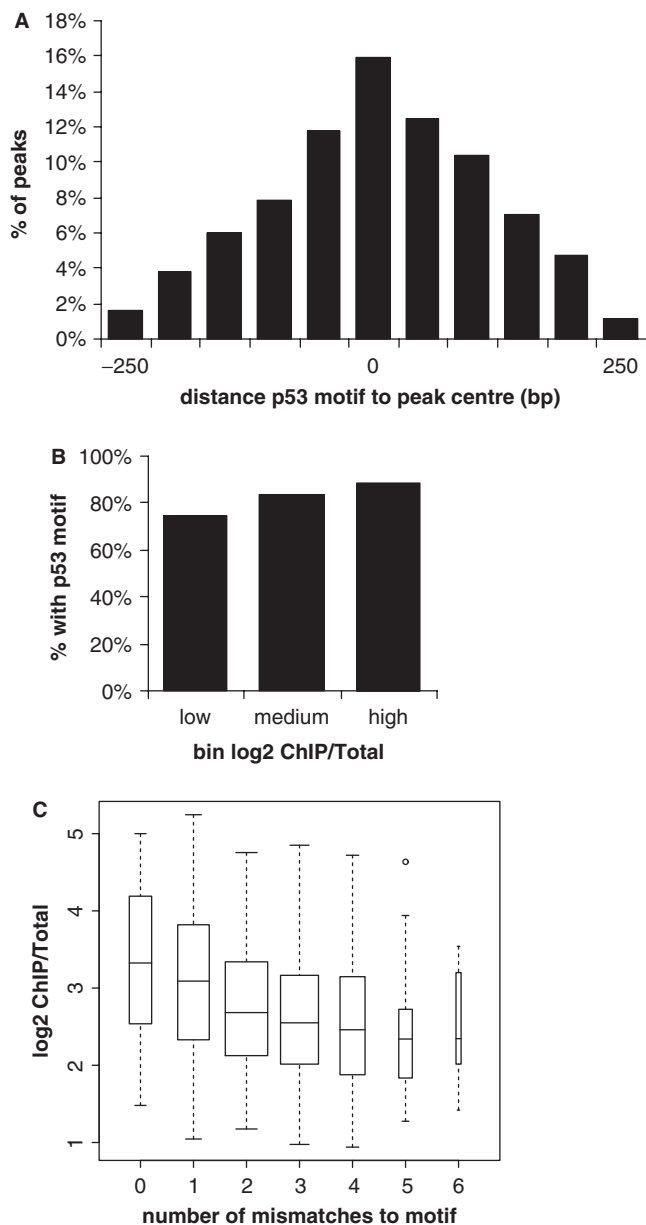 A
18%
16%
14%
12%
10%
8%
6%
4%
2%
0%
% of peaks
–250 0 250
distance p53 motif to peak centre (bp)
B
100%
80%
60%
40%
20%
0%
% with p53 motif
low medium high
bin log2 ChIP/Total
C
5
4
3
2
1
log2 ChIP/Total
0 1 2 3 4 5 6
number of mismatches to motif